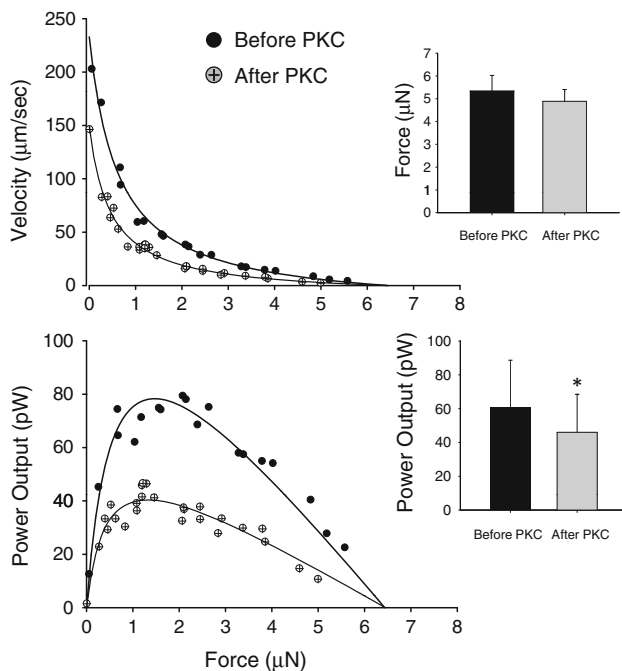 Before PKC
After PKC
Velocity (μm/sec)
250
200
150
100
50
0
0 1 2 3 4 5 6 7 8
Force (μN)
7
6
5
4
3
2
1
0
Before PKC After PKC
Power Output (pW)
100
80
60
40
20
0
0 1 2 3 4 5 6 7 8
Force (μN)
Power Output (pW)
100
80
60
40
20
0
*
Before PKC After PKC